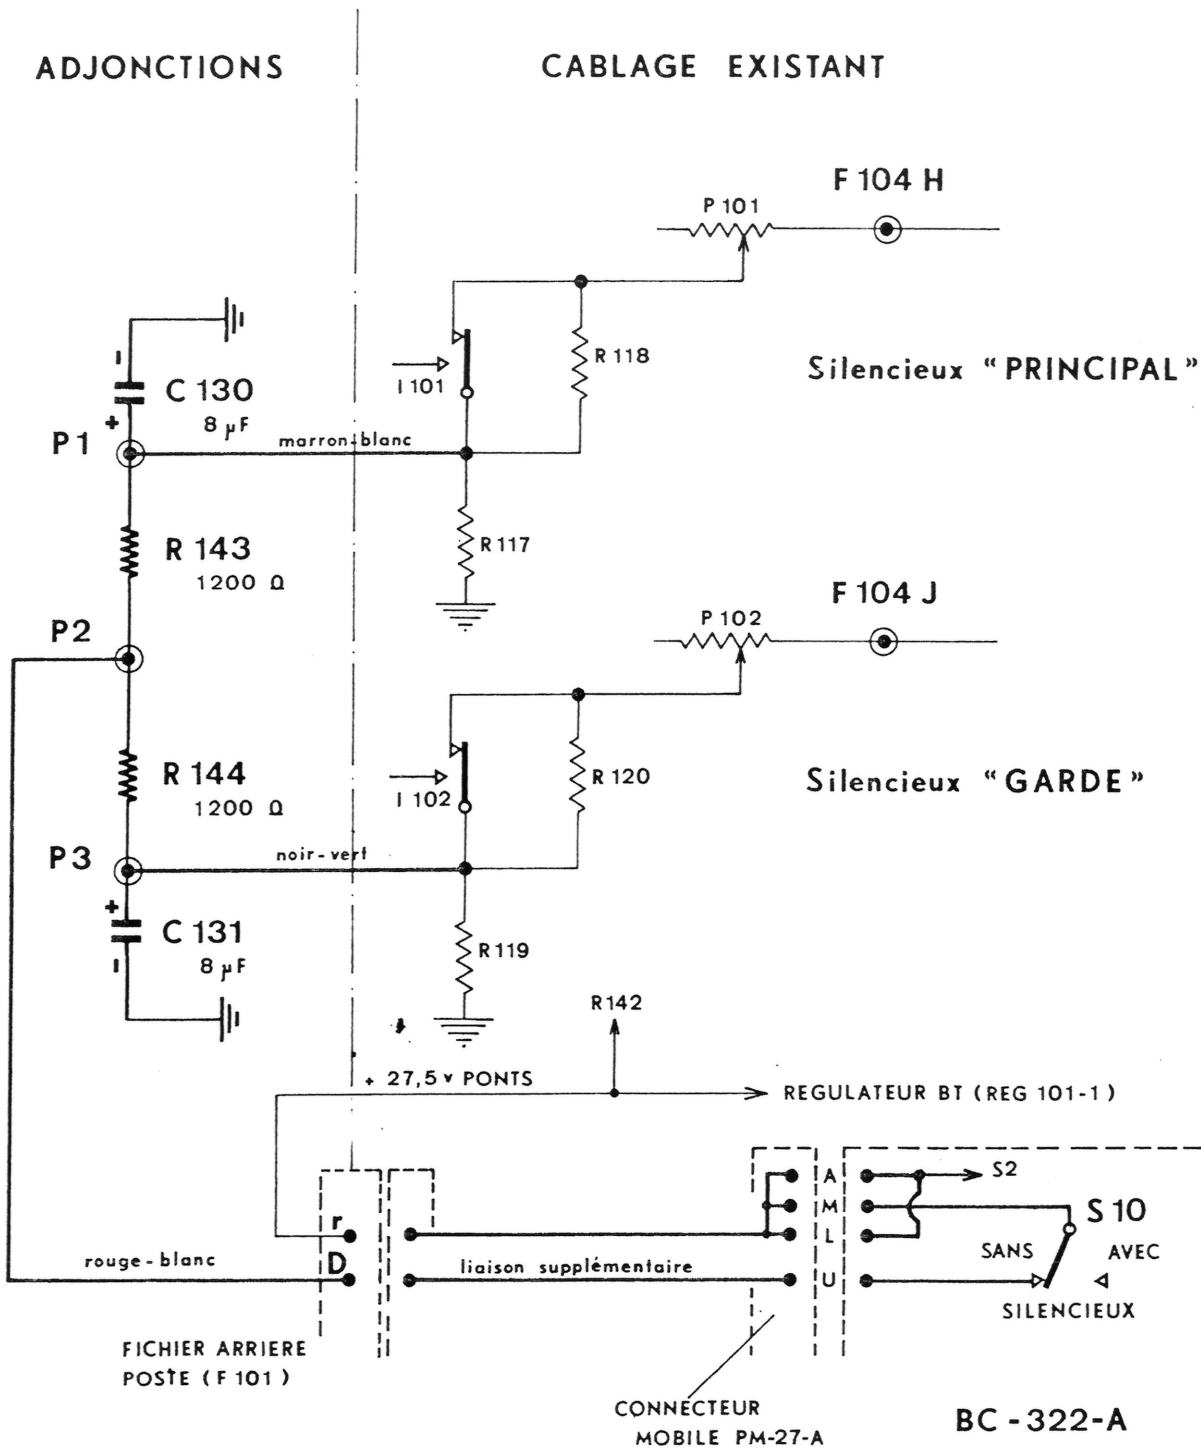 ADJONCTIONS
CABLAGE EXISTANT
F 104 H
P 101
-
C 130
8 µF
+
I 101
R 118
Silencieux “PRINCIPAL”
P1
marron-blanc
R 143
1200 Ω
R 117
P2
F 104 J
P 102
R 144
1200 Ω
I 102
R 120
Silencieux “GARDE”
P3
noir-vert
+
C 131
8 µF
-
R 119
R142
+ 27,5 v PONTS
REGULATEUR BT (REG 101-1)
A
S2
M
S 10
r
L
SANS
AVEC
rouge-blanc
D
liaison supplémentaire
U
SILENCIEUX
FICHIER ARRIERE
POSTE (F 101)
CONNECTEUR
MOBILE PM-27-A
BC-322-A